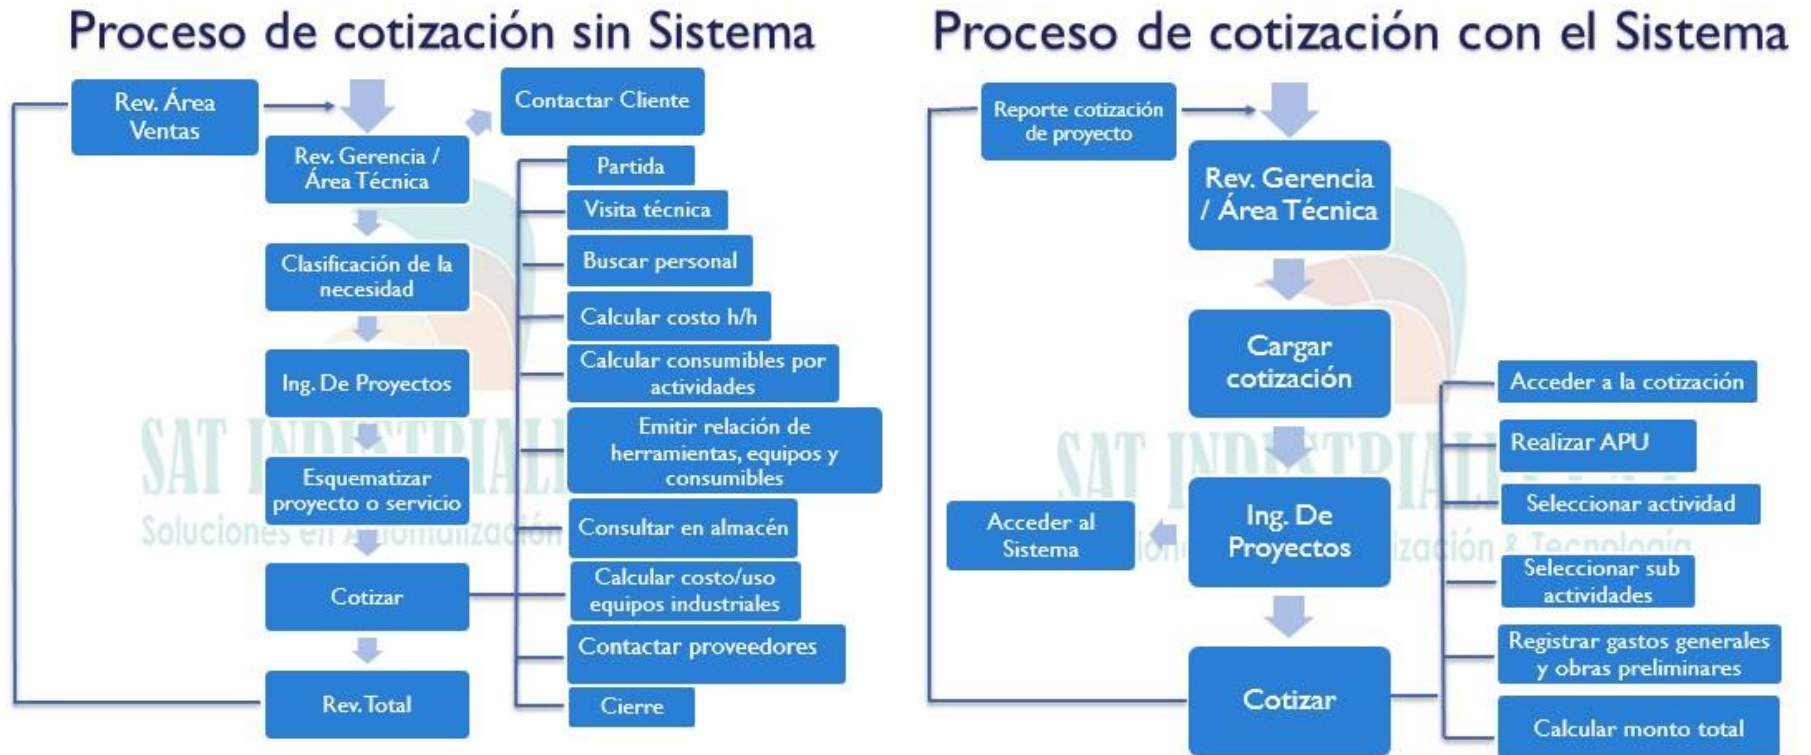 Proceso de cotización sin Sistema
Rev. Área
Ventas
Contactar Cliente
Rev. Gerencia /
Área Técnica
Clasificación de la
necesidad
Ing. De Proyectos
Esquematizar
proyecto o servicio
Cotizar
Rev. Total
Partida
Visita técnica
Buscar personal
Calcular costo h/h
Calcular consumibles por
actividades
Emitir relación de
herramientas, equipos y
consumibles
Consultar en almacén
Calcular costo/uso
equipos industriales
Contactar proveedores
Cierre
SAT
Soluciones en
Proceso de cotización con el Sistema
Reporte cotización
de proyecto
Rev. Gerencia
/ Área Técnica
Cargar
cotización
Ing. De
Proyectos
Acceder al
Sistema
Cotizar
Acceder a la cotización
Realizar APU
Seleccionar actividad
Seleccionar sub
actividades
Registrar gastos generales
y obras preliminares
Calcular monto total
SAT
& Tecnología